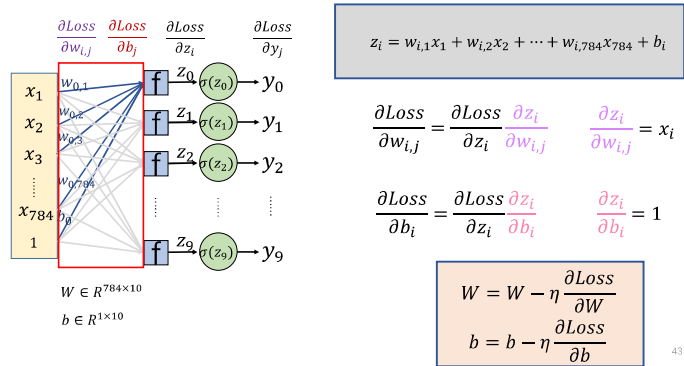 ∂Loss/∂w_{i,j} ∂Loss/∂b_j ∂Loss/∂z_i ∂Loss/∂y_j
x_1 w_{0,1} f z_0 σ(z_0) y_0
x_2 w_{0,2} f z_1 σ(z_1) y_1
x_3 w_{0,3} f z_2 σ(z_2) y_2
...... w_{0,784} ...... ...... ......
x_784 b_0
1 f z_9 σ(z_9) y_9
W ∈ R^{784×10}
b ∈ R^{1×10}
z_i = w_{i,1}x_1 + w_{i,2}x_2 + ⋯ + w_{i,784}x_784 + b_i
∂Loss/∂w_{i,j} = ∂Loss/∂z_i ∂z_i/∂w_{i,j} ∂z_i/∂w_{i,j} = x_i
∂Loss/∂b_i = ∂Loss/∂z_i ∂z_i/∂b_i ∂z_i/∂b_i = 1
W = W − η ∂Loss/∂W
b = b − η ∂Loss/∂b
43